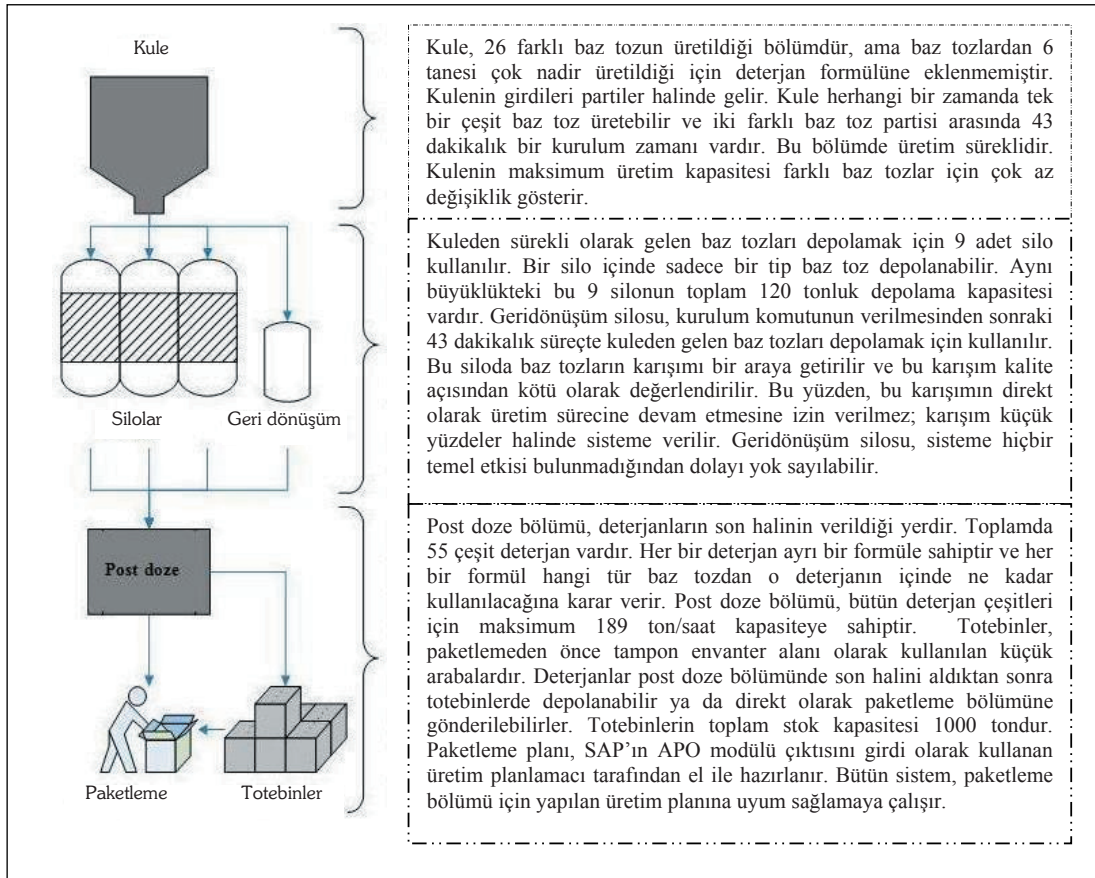 Kule
Kule, 26 farklı baz tozun üretildiği bölümdür, ama baz tozlardan 6
tanesi çok nadir üretildiği için deterjan formülüne eklenmemiştir.
Kulenin girdileri partiler halinde gelir. Kule herhangi bir zamanda tek
bir çeşit baz toz üretebilir ve iki farklı baz toz partisi arasında 43
dakikalık bir kurulum zamanı vardır. Bu bölümde üretim süreklidir.
Kulenin maksimum üretim kapasitesi farklı baz tozlar için çok az
değişiklik gösterir.
Silolar
Geri dönüşüm
Kuleden sürekli olarak gelen baz tozları depolamak için 9 adet silo
kullanılır. Bir silo içinde sadece bir tip baz toz depolanabilir. Aynı
büyüklükteki bu 9 silonun toplam 120 tonluk depolama kapasitesi
vardır. Geridönüşüm silosu, kurulum komutunun verilmesinden sonraki
43 dakikalık süreçte kuleden gelen baz tozları depolamak için kullanılır.
Bu siloda baz tozların karışımı bir araya getirilir ve bu karışım kalite
açısından kötü olarak değerlendirilir. Bu yüzden, bu karışımın direkt
olarak üretim sürecine devam etmesine izin verilmez; karışım küçük
yüzdeler halinde sisteme verilir. Geridönüşüm silosu, sisteme hiçbir
temel etkisi bulunmadığından dolayı yok sayılabilir.
Post doze
Paketleme
Totebinler
Post doze bölümü, deterjanların son halinin verildiği yerdir. Toplamda
55 çeşit deterjan vardır. Her bir deterjan ayrı bir formüle sahiptir ve her
bir formül hangi tür baz tozdan o deterjanın içinde ne kadar
kullanılacağına karar verir. Post doze bölümü, bütün deterjan çeşitleri
için maksimum 189 ton/saat kapasiteye sahiptir. Totebinler,
paketlemeden önce tampon envanter alanı olarak kullanılan küçük
arabalardır. Deterjanlar post doze bölümünde son halini aldıktan sonra
totebinlerde depolanabilir ya da direkt olarak paketleme bölümüne
gönderilebilirler. Totebinlerin toplam stok kapasitesi 1000 tondur.
Paketleme planı, SAP’ın APO modülü çıktısını girdi olarak kullanan
üretim planlamacı tarafından el ile hazırlanır. Bütün sistem, paketleme
bölümü için yapılan üretim planına uyum sağlamaya çalışır.